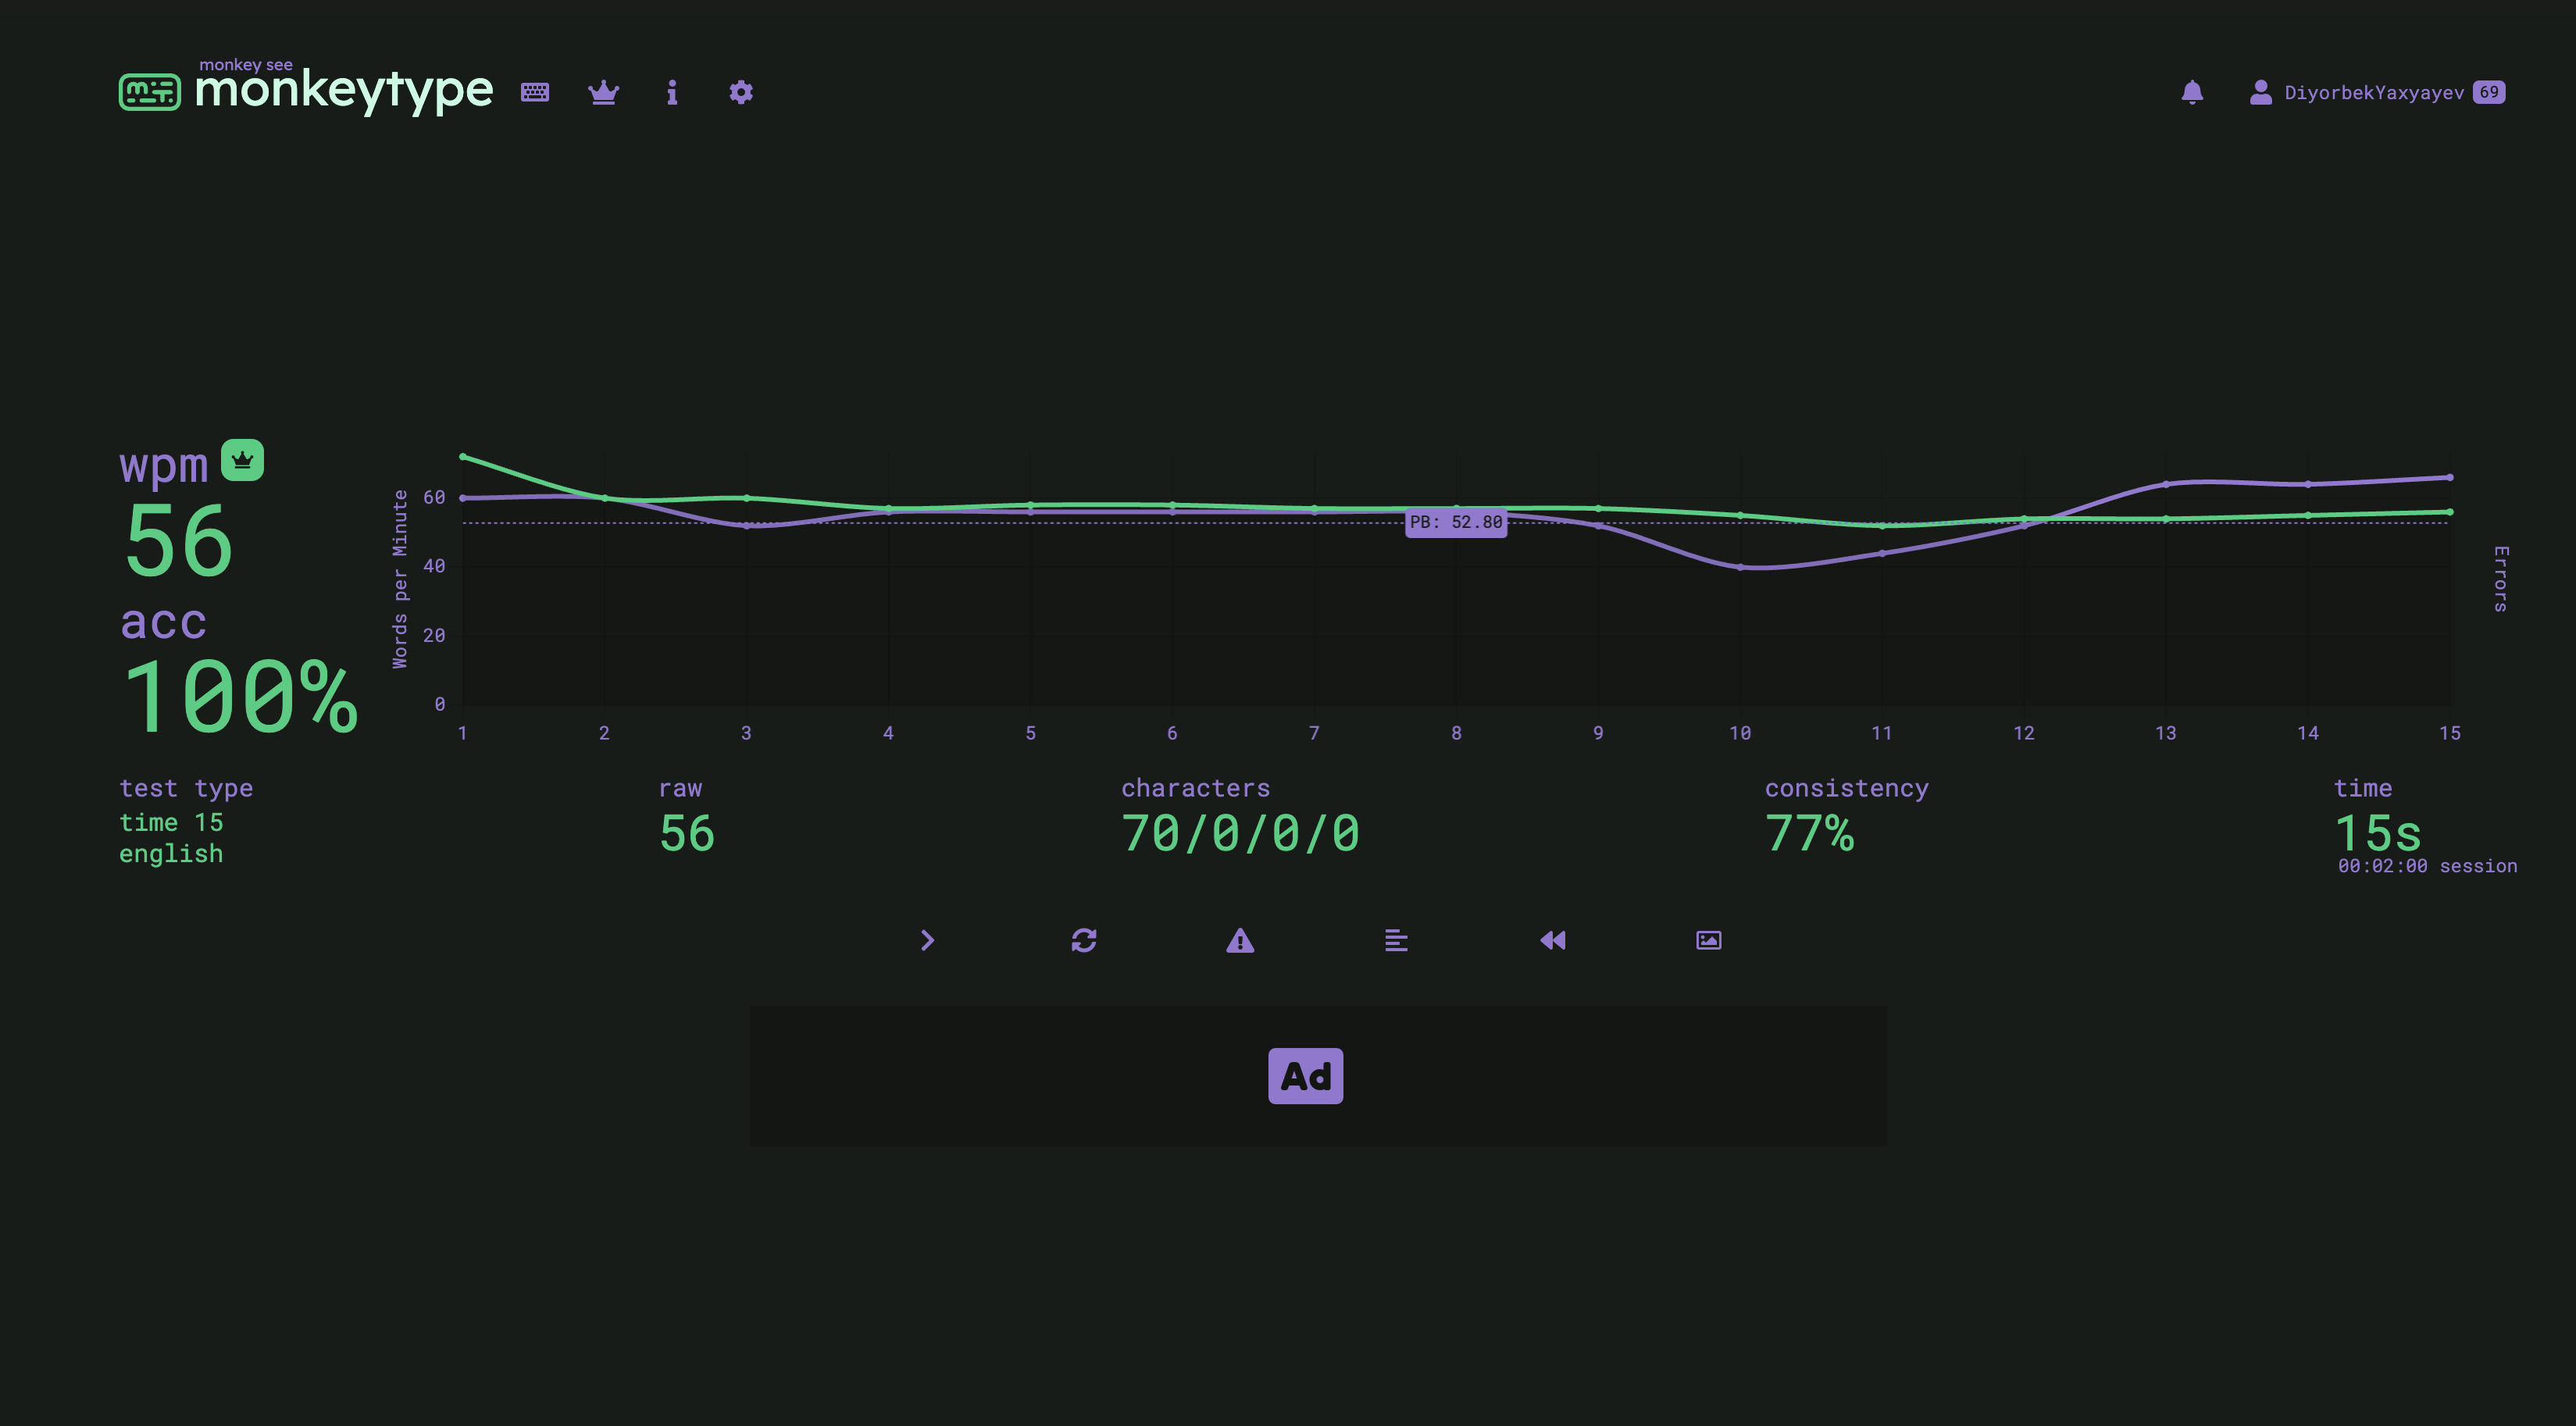 monkey see
monkeytype
DiyorbekYaxyayev 69
wpm
56
acc
100%
Words per Minute
60
40
20
0
PB: 52.80
Errors
1 2 3 4 5 6 7 8 9 10 11 12 13 14 15
test type
time 15
english
raw
56
characters
70/0/0/0
consistency
77%
time
15s
00:02:00 session
Ad